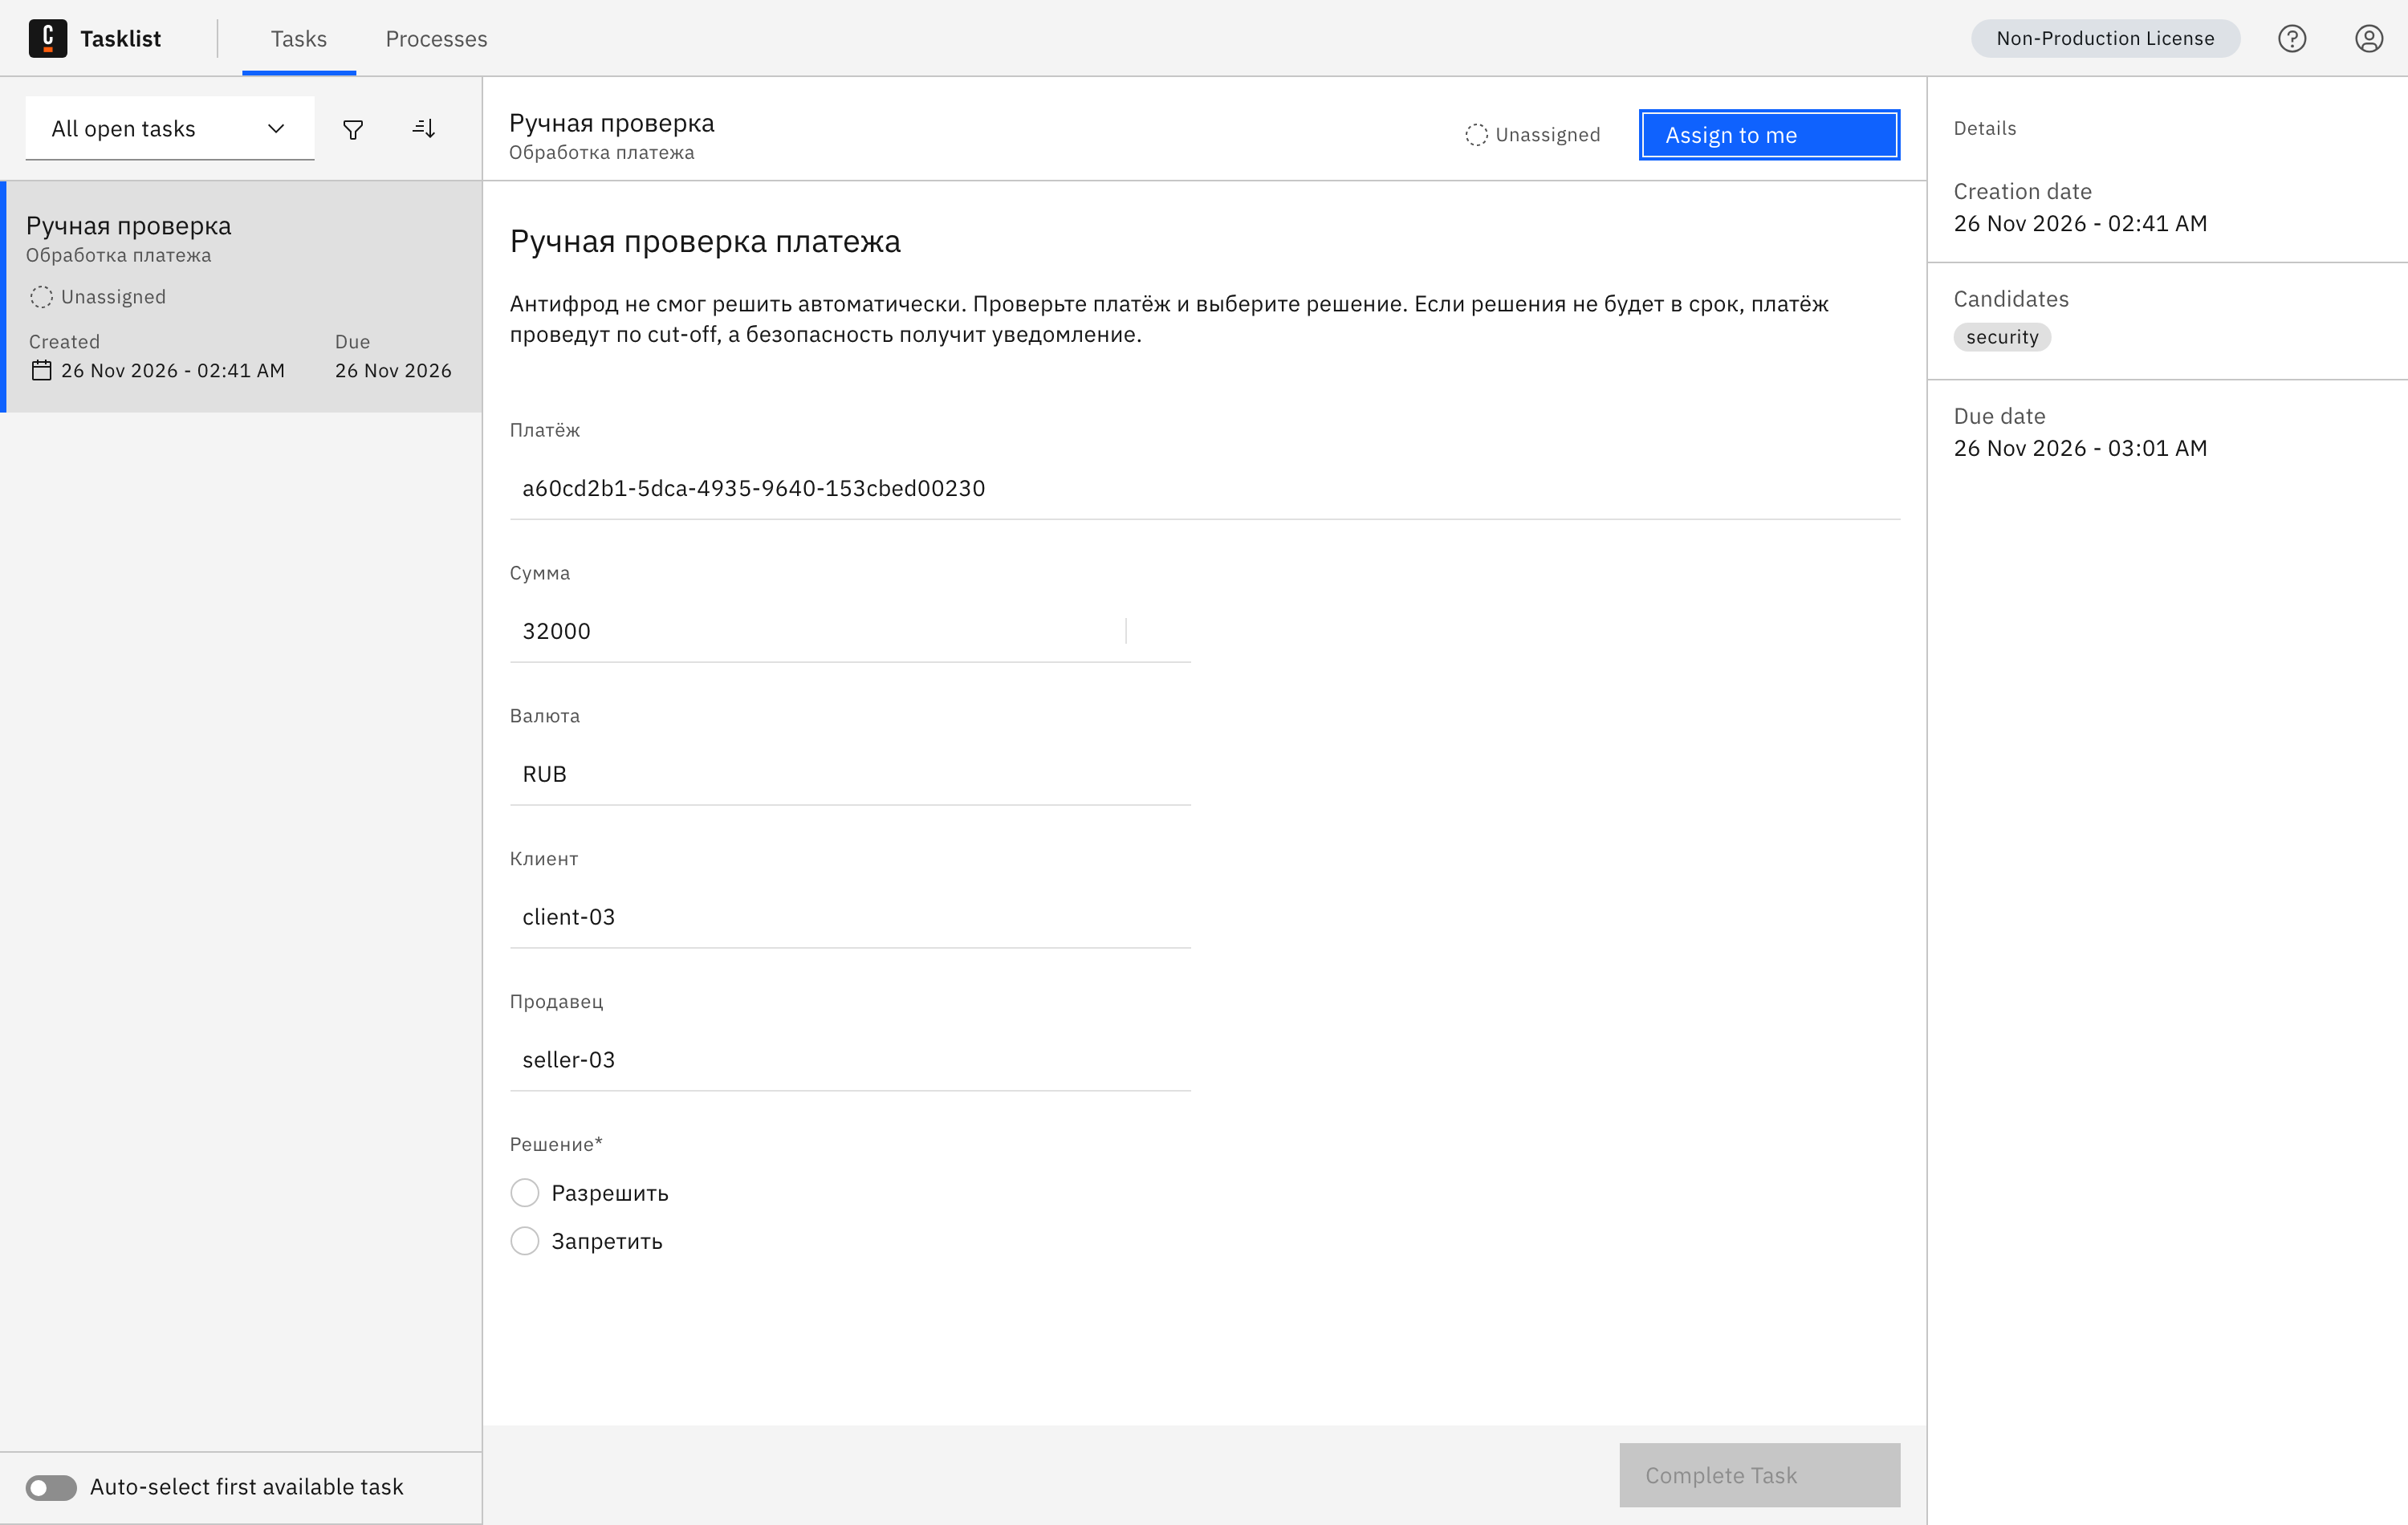 Tasklist
Tasks
Processes
Non-Production License
All open tasks
Ручная проверка
Обработка платежа
Unassigned
Created
Due
26 Nov 2026 - 02:41 AM
26 Nov 2026
Auto-select first available task
Ручная проверка
Обработка платежа
Unassigned
Assign to me
Ручная проверка платежа
Антифрод не смог решить автоматически. Проверьте платёж и выберите решение. Если решения не будет в срок, платёж
проведут по cut-off, а безопасность получит уведомление.
Платёж
a60cd2b1-5dca-4935-9640-153cbed00230
Сумма
32000
Валюта
RUB
Клиент
client-03
Продавец
seller-03
Решение*
Разрешить
Запретить
Complete Task
Details
Creation date
26 Nov 2026 - 02:41 AM
Candidates
security
Due date
26 Nov 2026 - 03:01 AM